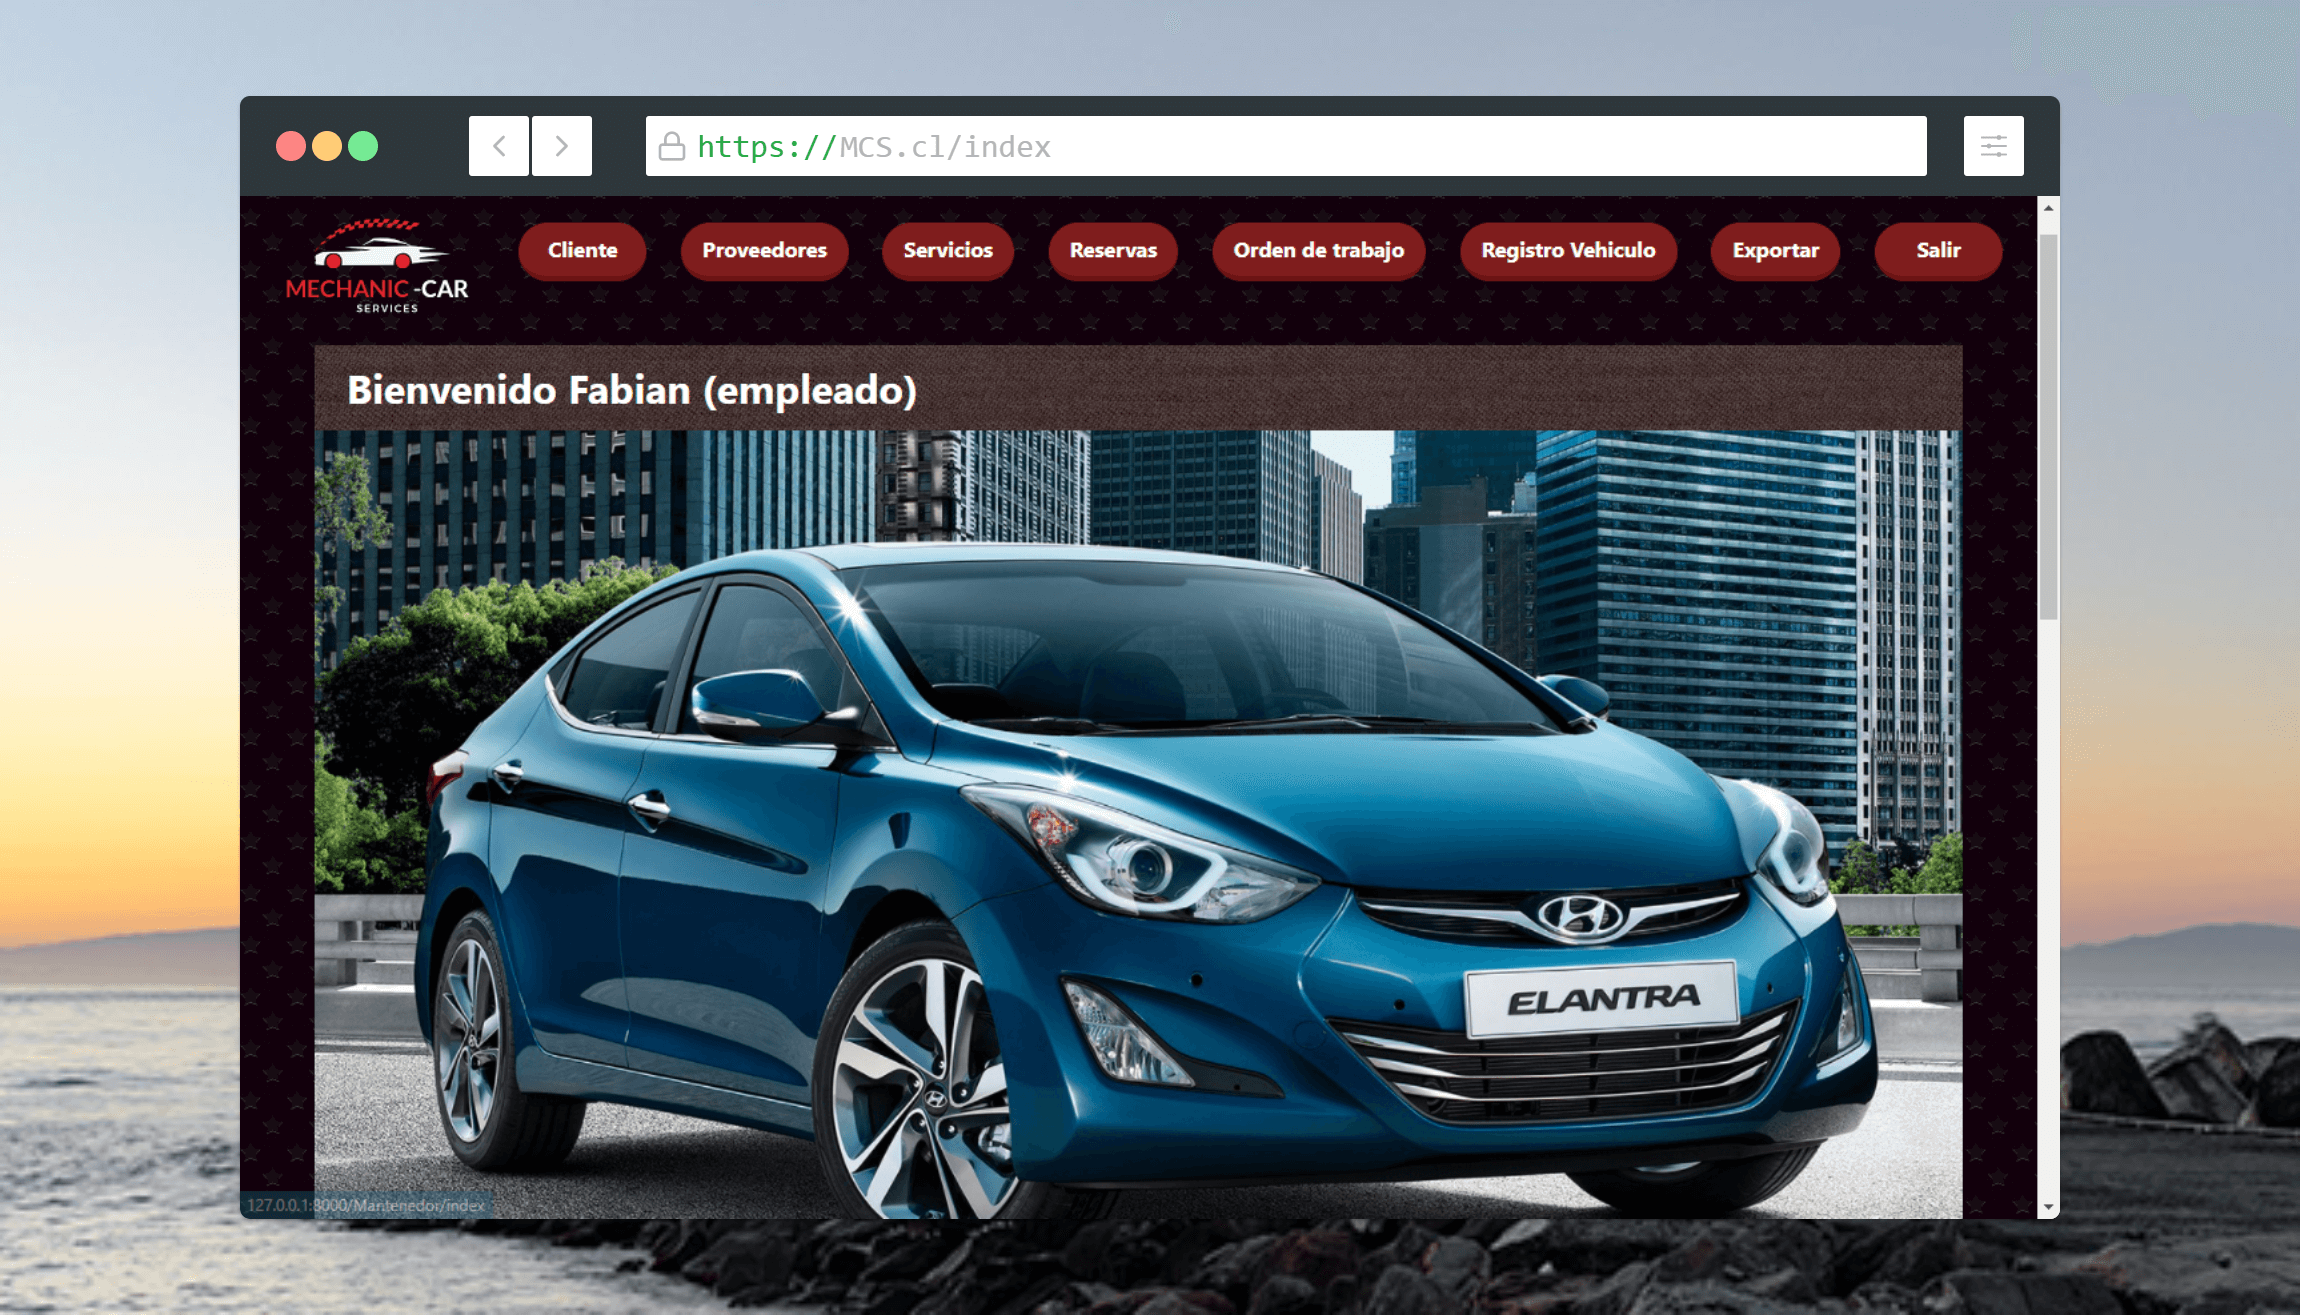 https://MCS.cl/index
MECHANIC-CAR
SERVICES
Cliente
Proveedores
Servicios
Reservas
Orden de trabajo
Registro Vehiculo
Exportar
Salir
Bienvenido Fabian (empleado)
ELANTRA
127.0.0.1:8000/Mantenedor/index